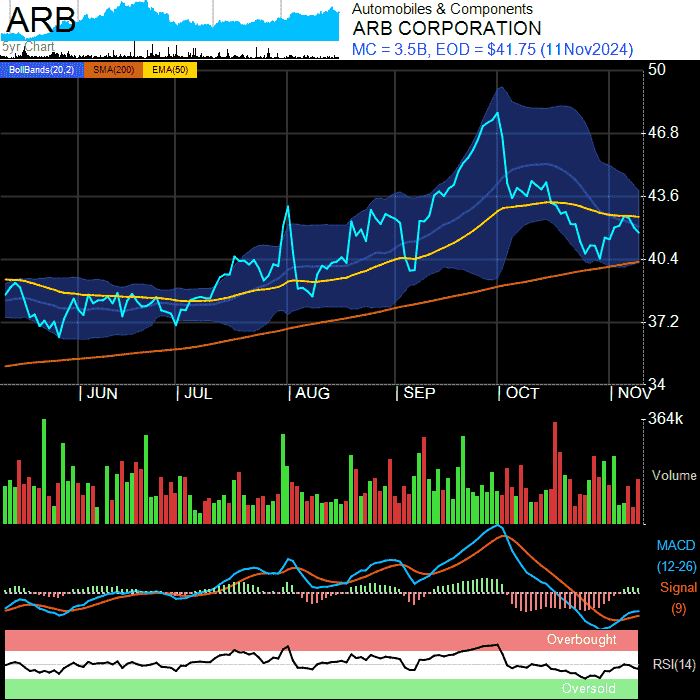 ARB
5yr Chart
Automobiles & Components
ARB CORPORATION
MC = 3.5B, EOD = $41.75 (11Nov2024)
BollBands(20,2) SMA(200) EMA(50)
50
46.8
43.6
40.4
37.2
34
JUN JUL AUG SEP OCT NOV
364k
Volume
MACD
(12-26)
Signal
(9)
Overbought
RSI(14)
Oversold